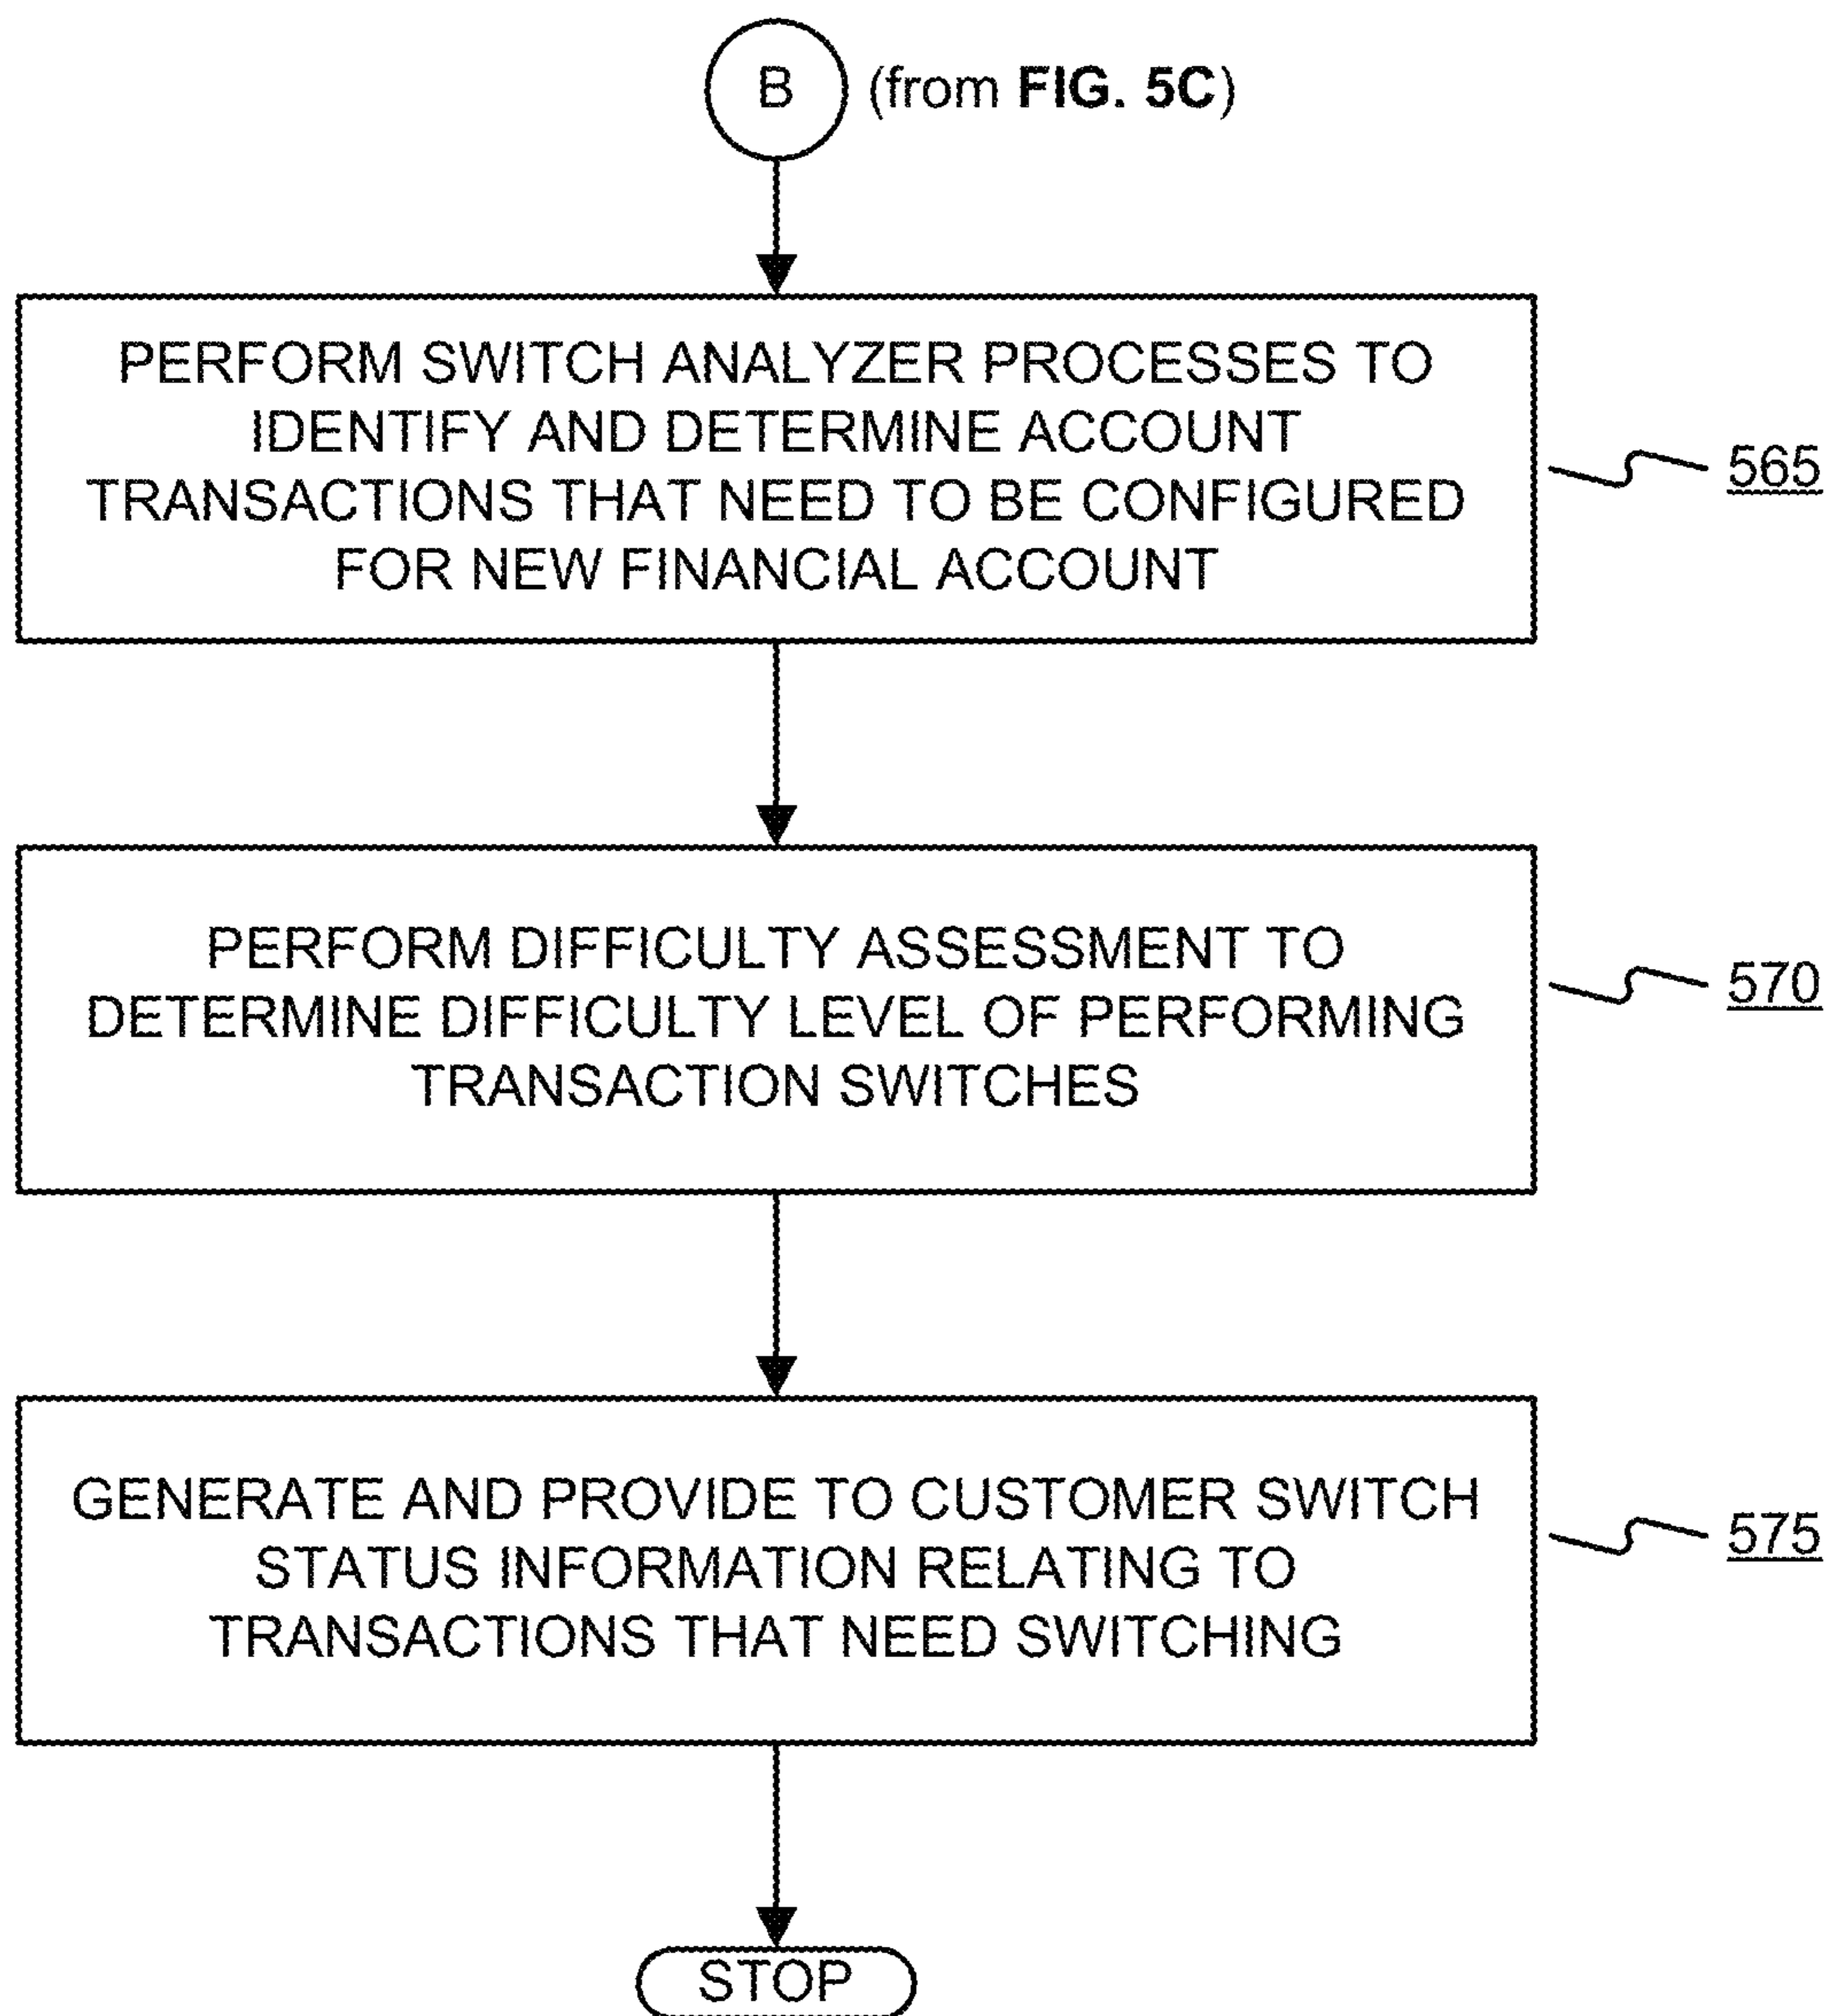 B (from FIG. 5C)
PERFORM SWITCH ANALYZER PROCESSES TO
IDENTIFY AND DETERMINE ACCOUNT
TRANSACTIONS THAT NEED TO BE CONFIGURED
FOR NEW FINANCIAL ACCOUNT
565
PERFORM DIFFICULTY ASSESSMENT TO
DETERMINE DIFFICULTY LEVEL OF PERFORMING
TRANSACTION SWITCHES
570
GENERATE AND PROVIDE TO CUSTOMER SWITCH
STATUS INFORMATION RELATING TO
TRANSACTIONS THAT NEED SWITCHING
575
STOP